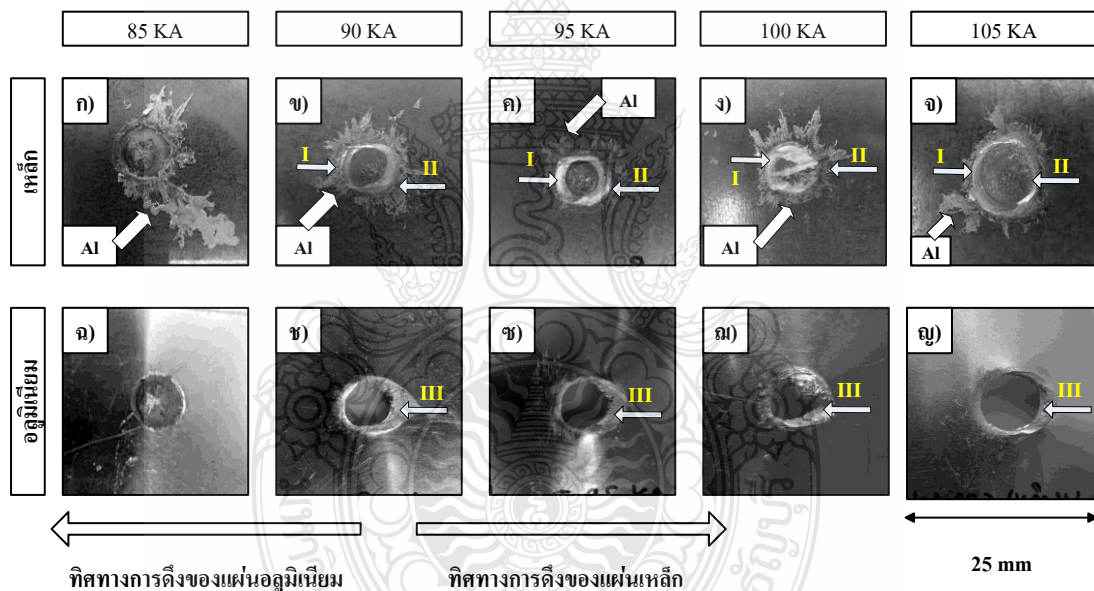 85 KA 90 KA 95 KA 100 KA 105 KA
เหล็ก
ก) ข) ค) ง) จ)
Al
I II
Al
I II
Al
I II
Al
I II
Al
อลูมิเนียม
ฉ) ช) ซ) ฌ) ญ)
III III III III
ทิศทางการดึงของแผ่นอลูมิเนียม ทิศทางการดึงของแผ่นเหล็ก 25 mm